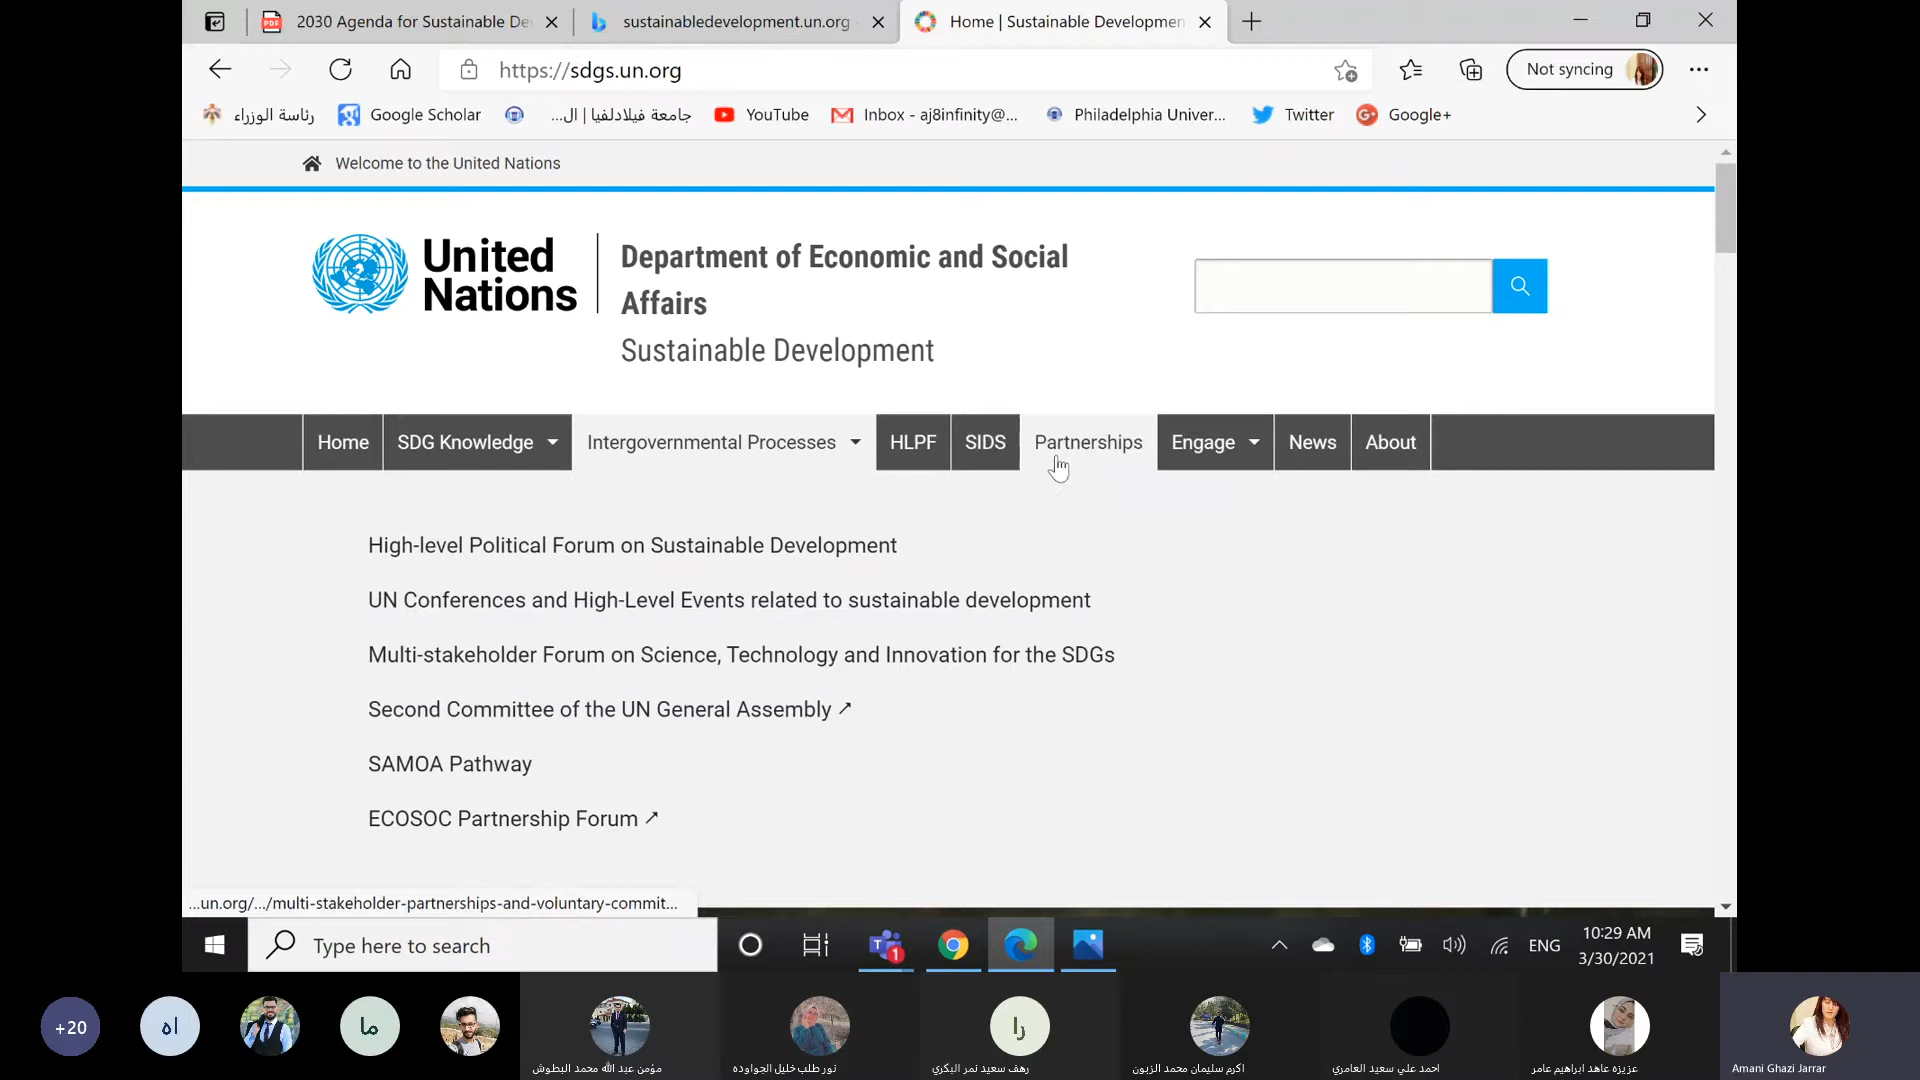 2030 Agenda for Sustainable De
sustainabledevelopment.un.org
Home | Sustainable Developmen
https://sdgs.un.org
Not syncing
رئاسة الوزراء
Google Scholar
جامعة فيلادلفيا | ال...
YouTube
Inbox - aj8infinity@...
Philadelphia Univer...
Twitter
Google+
Welcome to the United Nations
United
Nations
Department of Economic and Social
Affairs
Sustainable Development
Home
SDG Knowledge
Intergovernmental Processes
HLPF
SIDS
Partnerships
Engage
News
About
High-level Political Forum on Sustainable Development
UN Conferences and High-Level Events related to sustainable development
Multi-stakeholder Forum on Science, Technology and Innovation for the SDGs
Second Committee of the UN General Assembly
SAMOA Pathway
ECOSOC Partnership Forum
...un.org/.../multi-stakeholder-partnerships-and-voluntary-commit...
Type here to search
1
ENG
10:29 AM
3/30/2021
+20
اه
ما
را
مؤمن عبد الله محمد البطوش
نور طلب خليل الجواوده
رهف سعيد نمر البكري
اكرم سليمان محمد الزبون
احمد علي سعيد العامري
عزيزه عاهد ابراهيم عامر
Amani Ghazi Jarrar